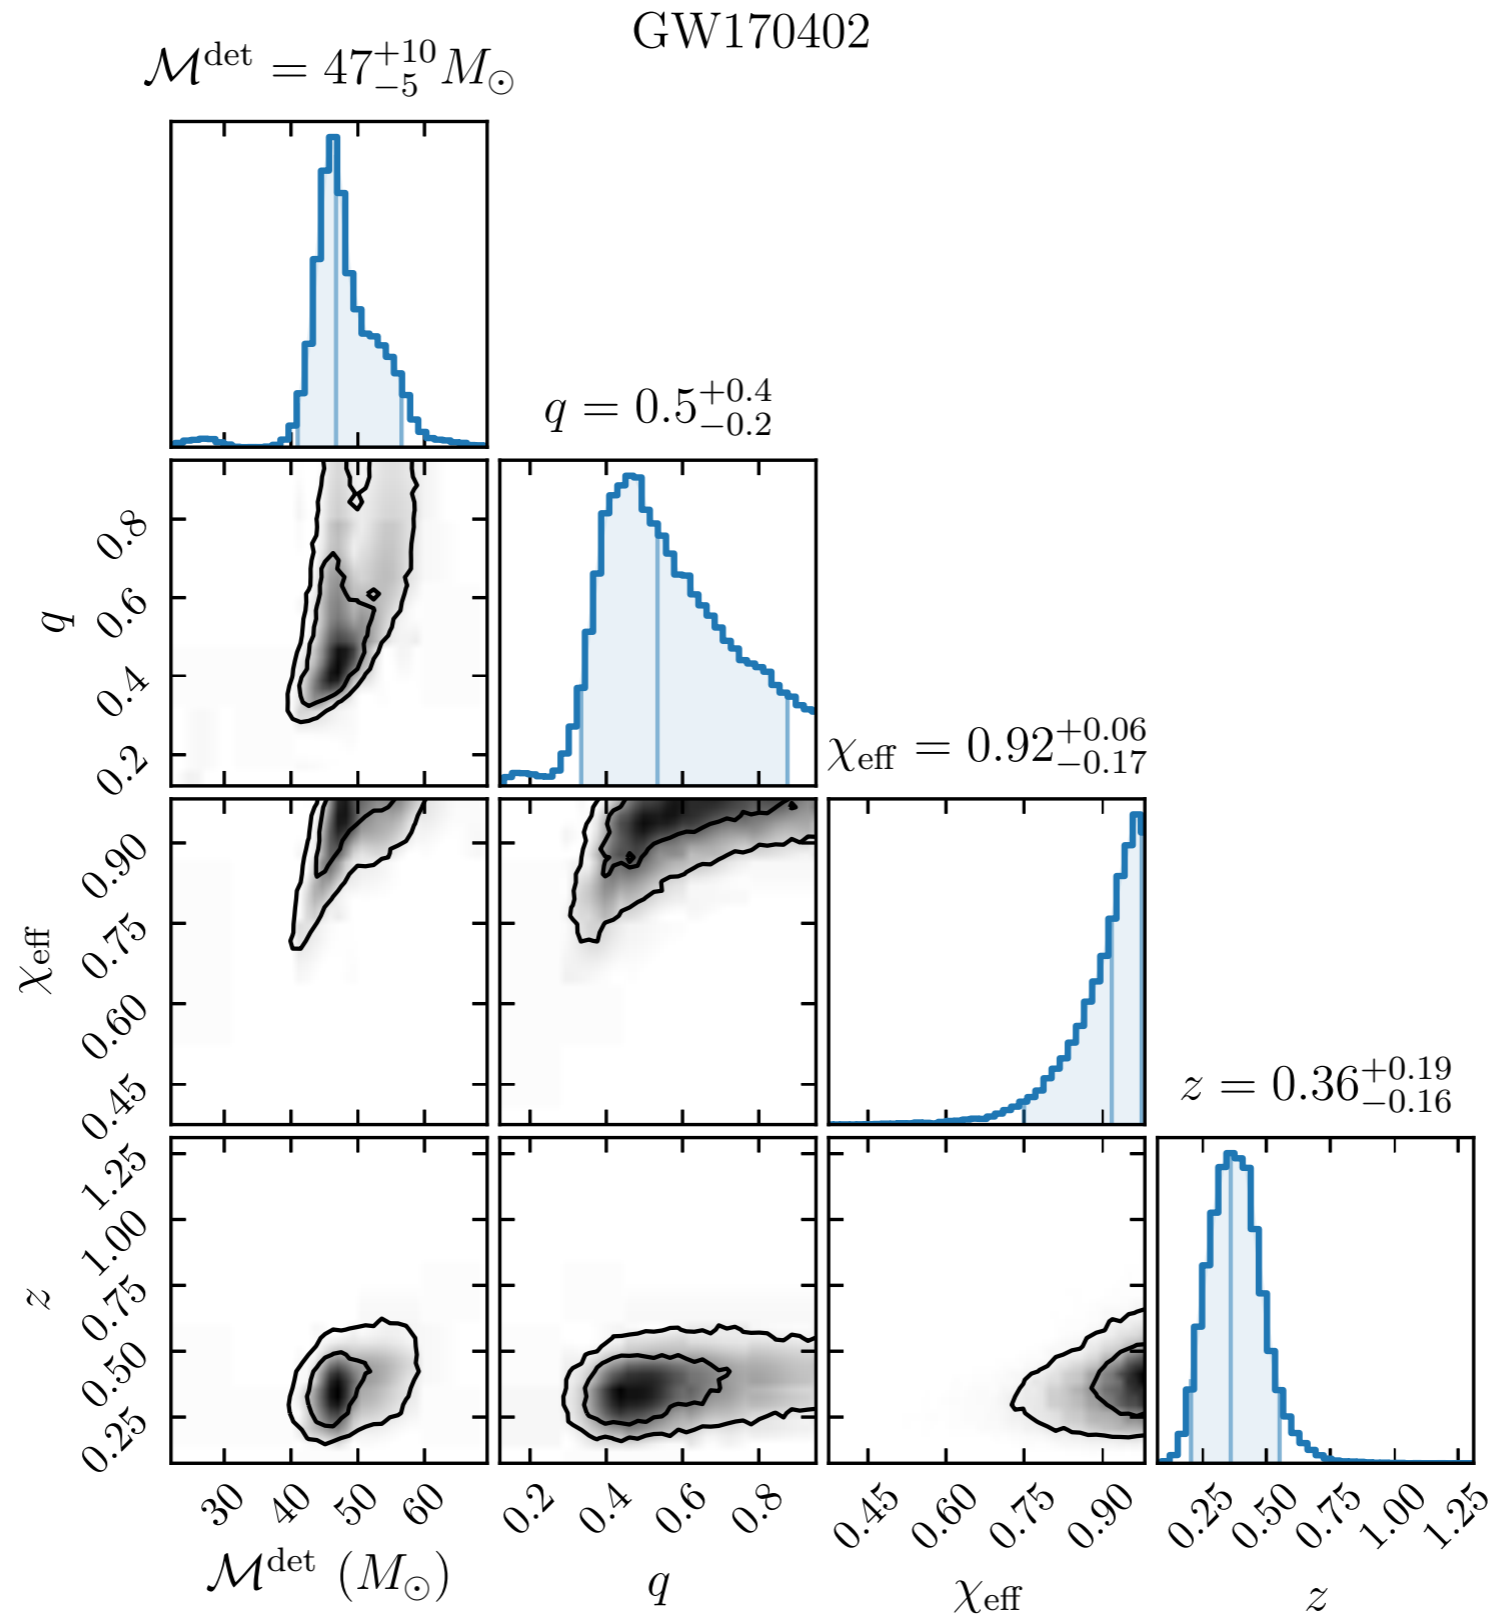 GW170402
ℳ^det = 47^{+10}_{−5} M_⊙
q = 0.5^{+0.4}_{−0.2}
0.8
0.6
0.4
0.2
q
χ_eff = 0.92^{+0.06}_{−0.17}
0.90
0.75
0.60
0.45
χ_eff
z = 0.36^{+0.19}_{−0.16}
1.25
1.00
0.75
0.50
0.25
z
30 40 50 60
0.2 0.4 0.6 0.8
0.45 0.60 0.75 0.90
0.25 0.50 0.75 1.00 1.25
ℳ^det (M_⊙)
q
χ_eff
z